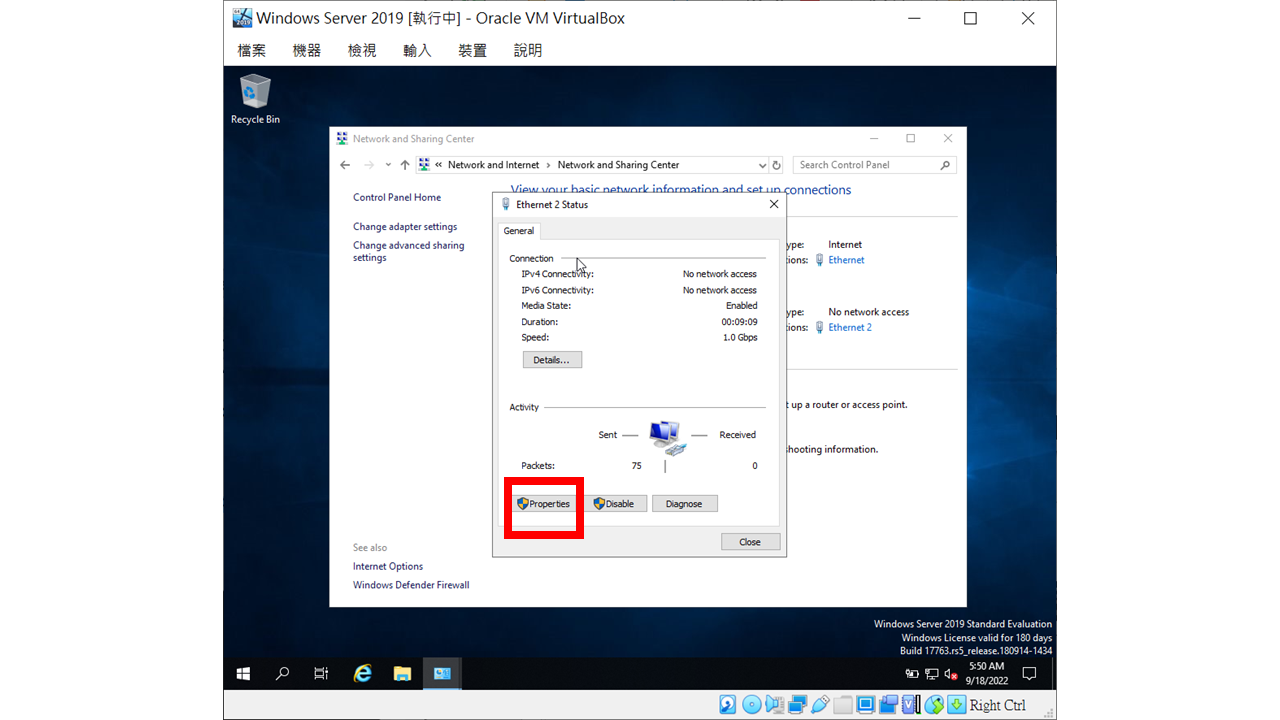 Windows Server 2019 [執行中] - Oracle VM VirtualBox
檔案 機器 檢視 輸入 裝置 說明
Recycle Bin
Network and Sharing Center
« Network and Internet › Network and Sharing Center
Search Control Panel
Control Panel Home
Change adapter settings
Change advanced sharing
settings
View your basic network information and set up connections
Ethernet 2 Status
General
Connection
IPv4 Connectivity: No network access
IPv6 Connectivity: No network access
Media State: Enabled
Duration: 00:09:09
Speed: 1.0 Gbps
Details...
Activity
Sent Received
Packets: 75 0
Properties Disable Diagnose
Close
ype: Internet
ions: Ethernet
ype: No network access
ions: Ethernet 2
t up a router or access point.
shooting information.
See also
Internet Options
Windows Defender Firewall
Windows Server 2019 Standard Evaluation
Windows License valid for 180 days
Build 17763.rs5_release.180914-1434
5:50 AM
9/18/2022
Right Ctrl